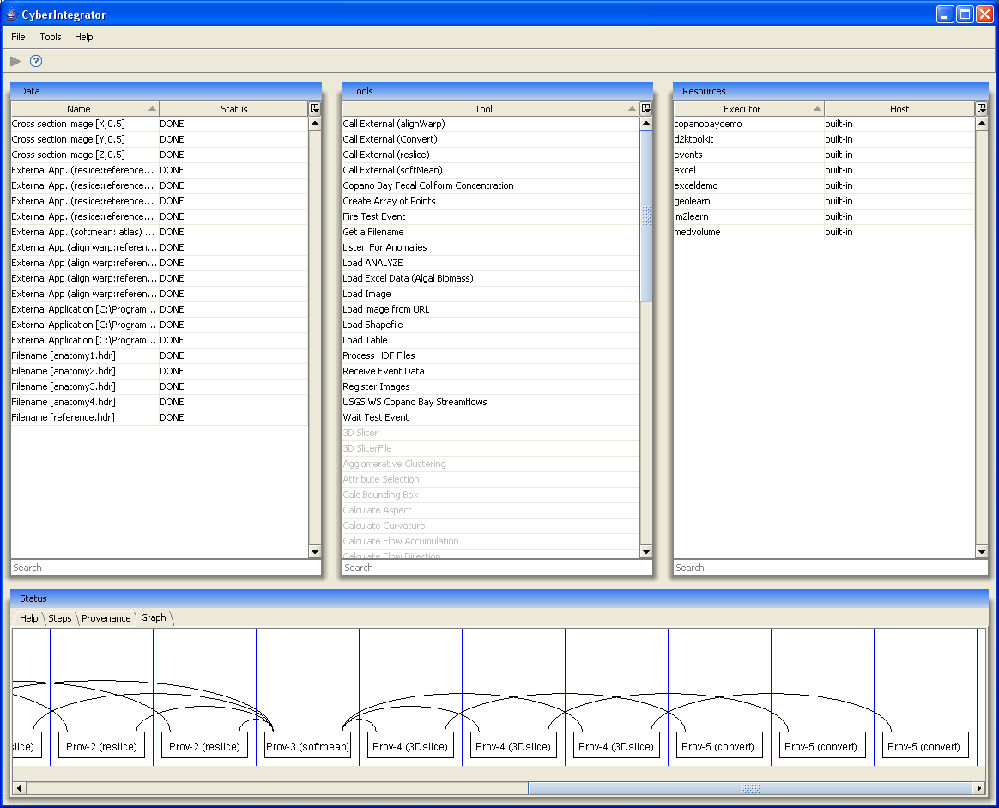 CyberIntegrator
File Tools Help
Data
Name Status
Cross section image [X,0.5] DONE
Cross section image [Y,0.5] DONE
Cross section image [Z,0.5] DONE
External App. (reslice:reference... DONE
External App. (reslice:reference... DONE
External App. (reslice:reference... DONE
External App. (reslice:reference... DONE
External App. (softmean: atlas) ... DONE
External App (align warp:referen... DONE
External App (align warp:referen... DONE
External App (align warp:referen... DONE
External App (align warp:referen... DONE
External Application [C:\Program... DONE
External Application [C:\Program... DONE
External Application [C:\Program... DONE
Filename [anatomy1.hdr] DONE
Filename [anatomy2.hdr] DONE
Filename [anatomy3.hdr] DONE
Filename [anatomy4.hdr] DONE
Filename [reference.hdr] DONE
Search
Tools
Tool
Call External (alignWarp)
Call External (Convert)
Call External (reslice)
Call External (softMean)
Copano Bay Fecal Coliform Concentration
Create Array of Points
Fire Test Event
Get a Filename
Listen For Anomalies
Load ANALYZE
Load Excel Data (Algal Biomass)
Load Image
Load image from URL
Load Shapefile
Load Table
Process HDF Files
Receive Event Data
Register Images
USGS WS Copano Bay Streamflows
Wait Test Event
3D Slicer
3D SlicerFile
Agglomerative Clustering
Attribute Selection
Calc Bounding Box
Calculate Aspect
Calculate Curvature
Calculate Flow Accumulation
Calculate Flow Direction
Search
Resources
Executor Host
copanobaydemo built-in
d2ktoolkit built-in
events built-in
excel built-in
exceldemo built-in
geolearn built-in
im2learn built-in
medvolume built-in
Search
Status
Help Steps Provenance Graph
slice) Prov-2 (reslice) Prov-2 (reslice) Prov-3 (softmean) Prov-4 (3Dslice) Prov-4 (3Dslice) Prov-4 (3Dslice) Prov-5 (convert) Prov-5 (convert) Prov-5 (convert)